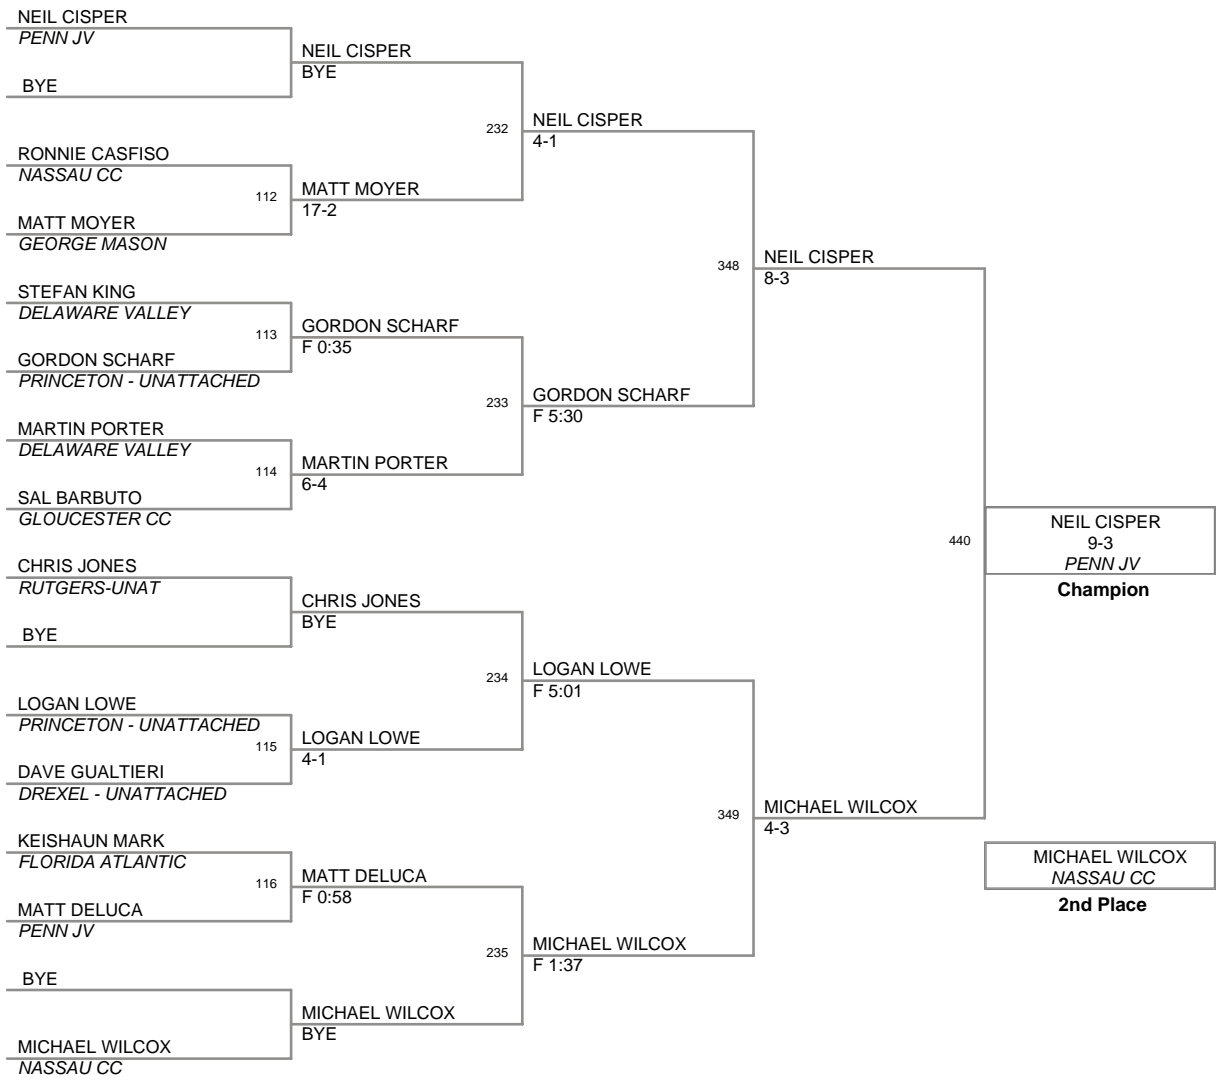 NEIL CISPER
PENN JV
NEIL CISPER
BYE
BYE
232
NEIL CISPER
4-1
RONNIE CASFISO
NASSAU CC
112
MATT MOYER
17-2
MATT MOYER
GEORGE MASON
348
NEIL CISPER
8-3
STEFAN KING
DELAWARE VALLEY
113
GORDON SCHARF
F 0:35
GORDON SCHARF
PRINCETON - UNATTACHED
233
GORDON SCHARF
F 5:30
MARTIN PORTER
DELAWARE VALLEY
114
MARTIN PORTER
6-4
SAL BARBUTO
GLOUCESTER CC
440
NEIL CISPER
9-3
PENN JV
Champion
CHRIS JONES
RUTGERS-UNAT
CHRIS JONES
BYE
BYE
234
LOGAN LOWE
F 5:01
LOGAN LOWE
PRINCETON - UNATTACHED
115
LOGAN LOWE
4-1
DAVE GUALTIERI
DREXEL - UNATTACHED
349
MICHAEL WILCOX
4-3
KEISHAUN MARK
FLORIDA ATLANTIC
116
MATT DELUCA
F 0:58
MATT DELUCA
PENN JV
MICHAEL WILCOX
NASSAU CC
2nd Place
235
MICHAEL WILCOX
F 1:37
BYE
MICHAEL WILCOX
BYE
MICHAEL WILCOX
NASSAU CC